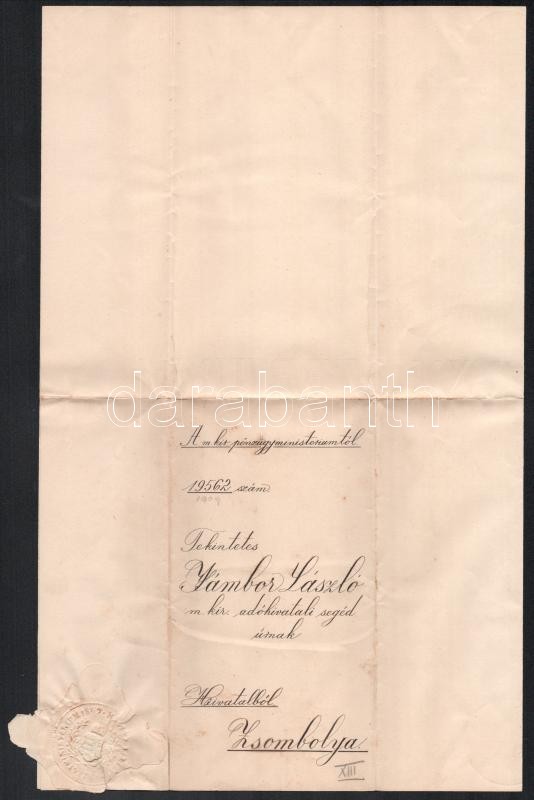 darabanth
A m. kir. pénzügyministeriumtól.
19562 szám.
1909
Tekintetes
Jámbor László
m. kir. adóhivatali segéd
úrnak
Hivatalból
Zsombolya.
XIII